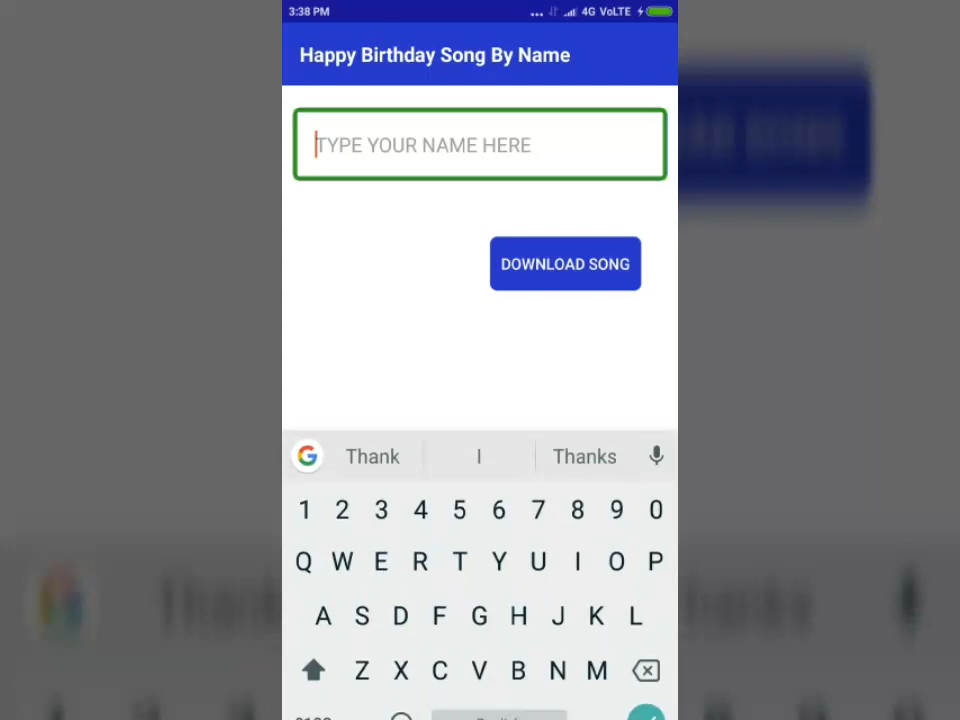 3:38 PM
... 4G VoLTE
Happy Birthday Song By Name
TYPE YOUR NAME HERE
DOWNLOAD SONG
G Thank I Thanks
1 2 3 4 5 6 7 8 9 0
Q W E R T Y U I O P
A S D F G H J K L
Z X C V B N M